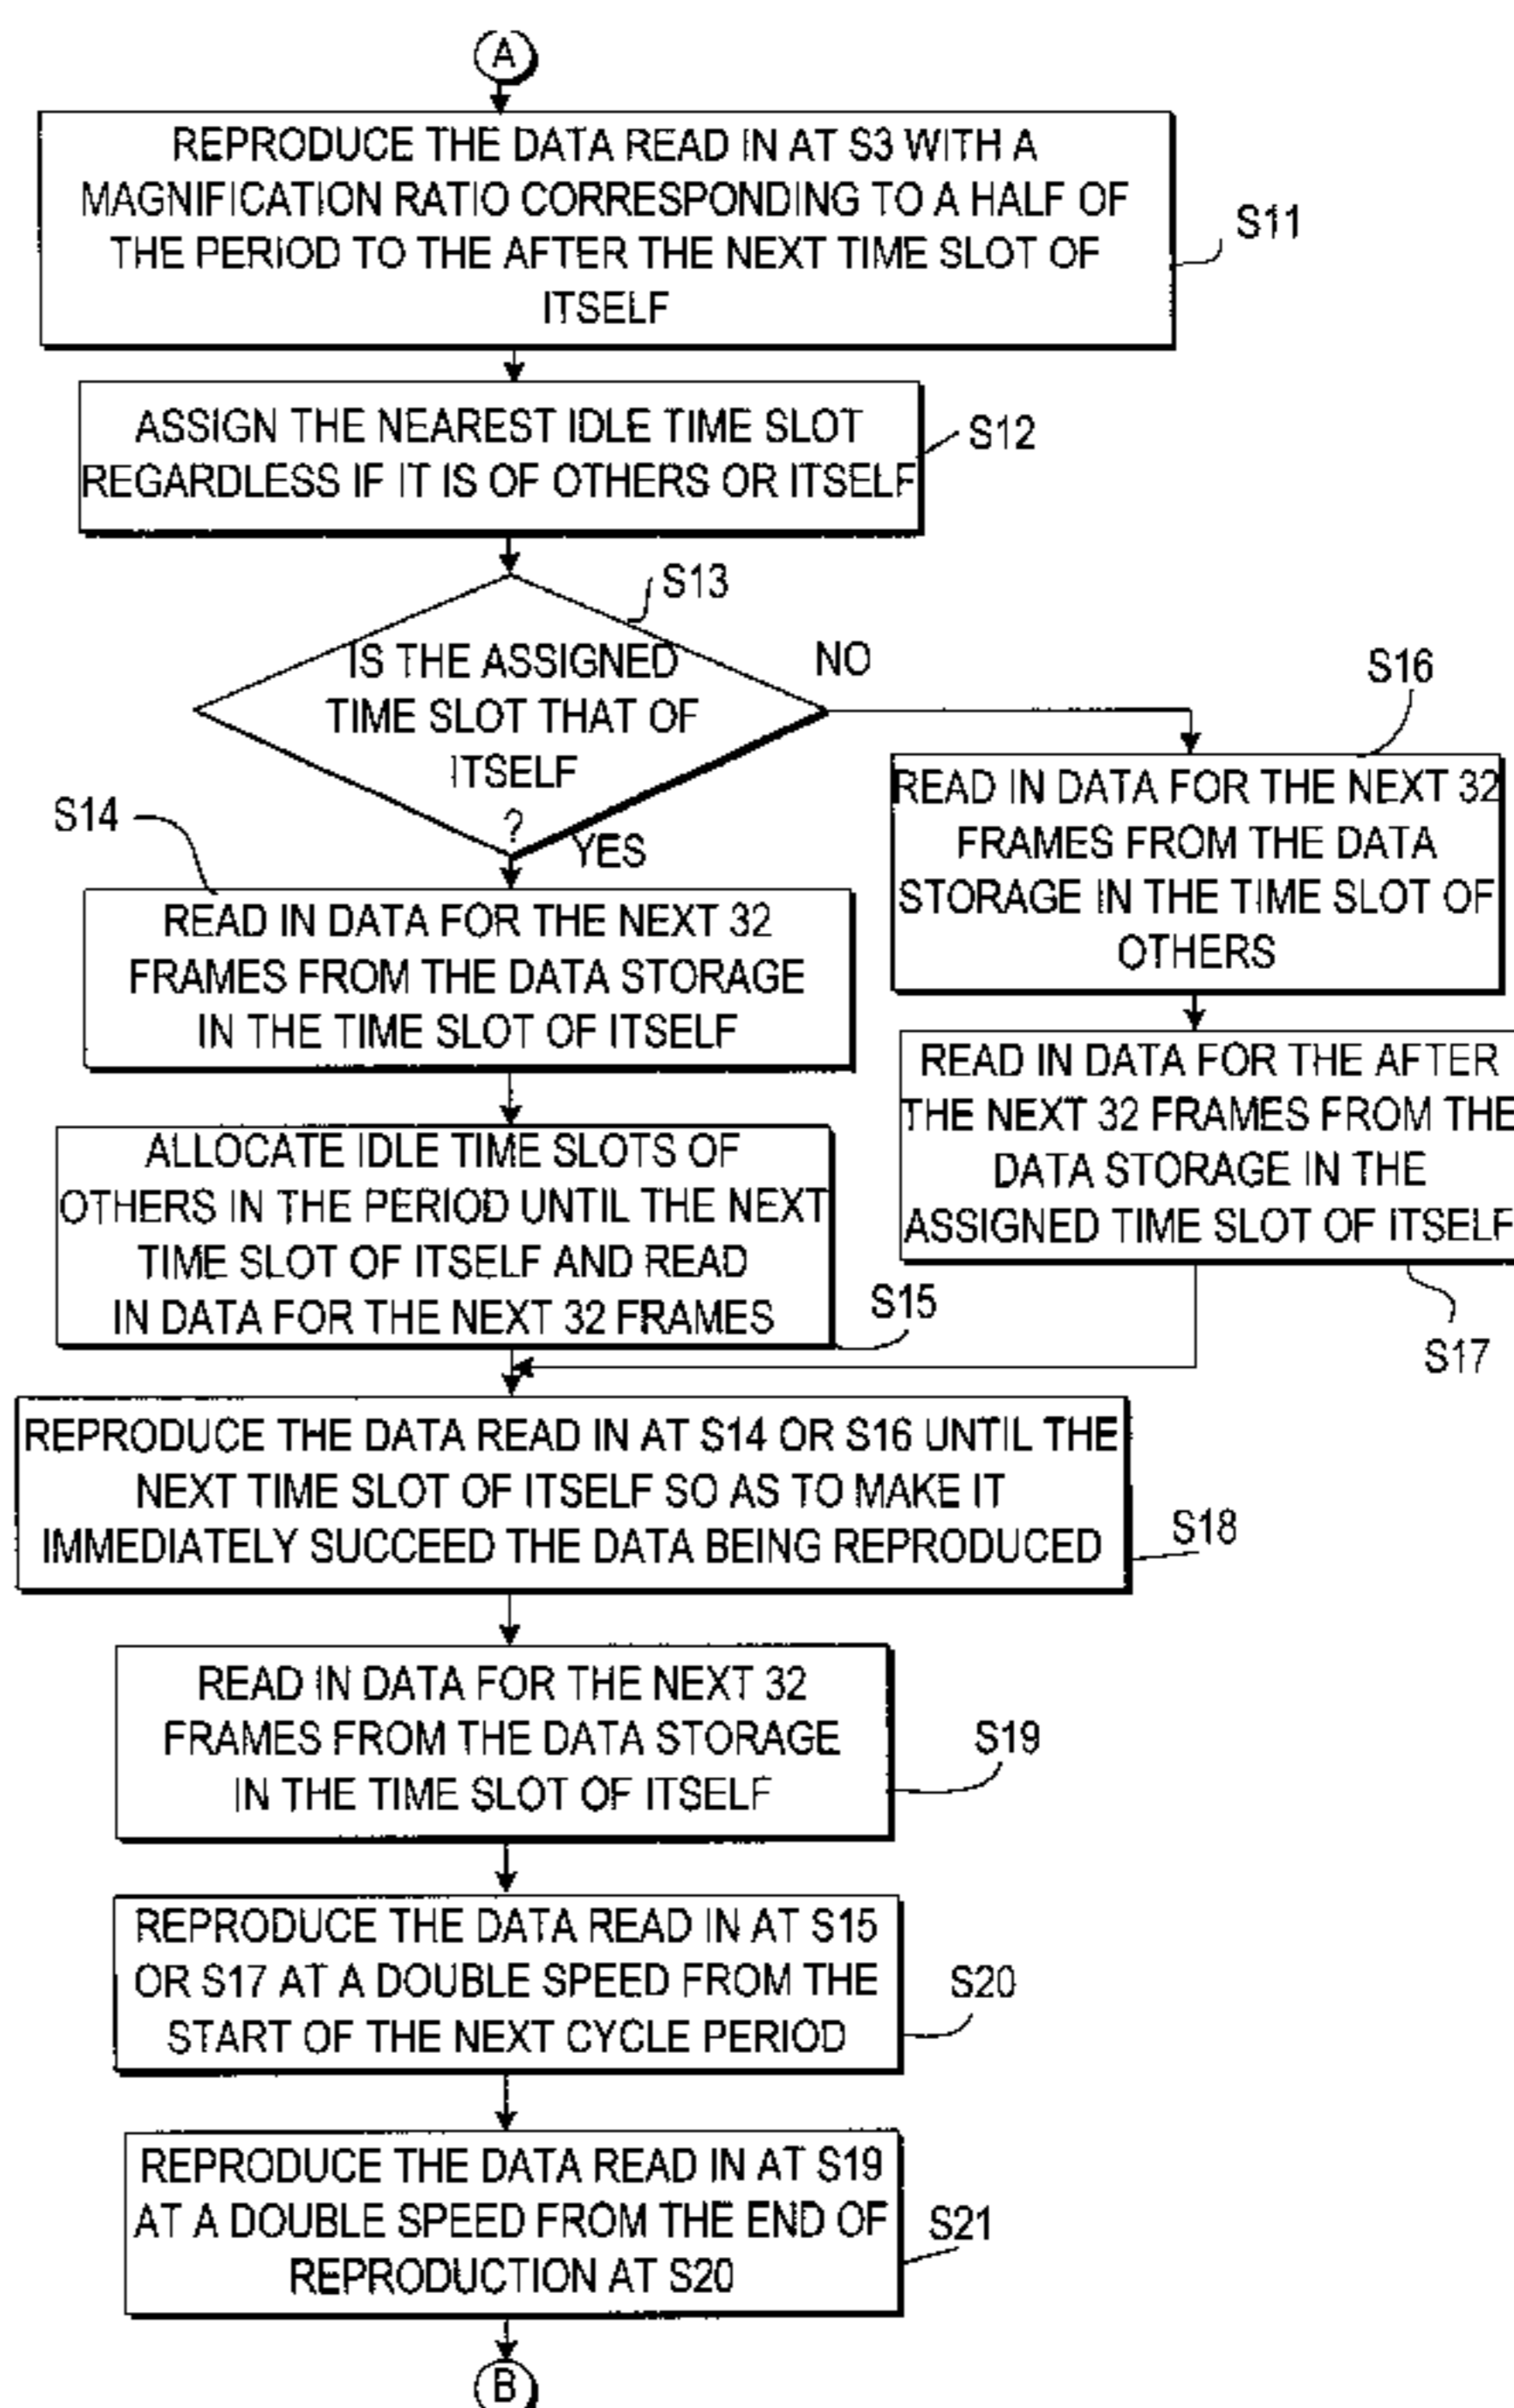 A
REPRODUCE THE DATA READ IN AT S3 WITH A
MAGNIFICATION RATIO CORRESPONDING TO A HALF OF
THE PERIOD TO THE AFTER THE NEXT TIME SLOT OF
ITSELF
S11
ASSIGN THE NEAREST IDLE TIME SLOT
REGARDLESS IF IT IS OF OTHERS OR ITSELF
S12
S13
IS THE ASSIGNED
TIME SLOT THAT OF
ITSELF
?
NO
YES
S14
READ IN DATA FOR THE NEXT 32
FRAMES FROM THE DATA STORAGE
IN THE TIME SLOT OF ITSELF
S16
READ IN DATA FOR THE NEXT 32
FRAMES FROM THE DATA
STORAGE IN THE TIME SLOT OF
OTHERS
ALLOCATE IDLE TIME SLOTS OF
OTHERS IN THE PERIOD UNTIL THE NEXT
TIME SLOT OF ITSELF AND READ
IN DATA FOR THE NEXT 32 FRAMES
S15
READ IN DATA FOR THE AFTER
THE NEXT 32 FRAMES FROM THE
DATA STORAGE IN THE
ASSIGNED TIME SLOT OF ITSELF
S17
REPRODUCE THE DATA READ IN AT S14 OR S16 UNTIL THE
NEXT TIME SLOT OF ITSELF SO AS TO MAKE IT
IMMEDIATELY SUCCEED THE DATA BEING REPRODUCED
S18
READ IN DATA FOR THE NEXT 32
FRAMES FROM THE DATA STORAGE
IN THE TIME SLOT OF ITSELF
S19
REPRODUCE THE DATA READ IN AT S15
OR S17 AT A DOUBLE SPEED FROM THE
START OF THE NEXT CYCLE PERIOD
S20
REPRODUCE THE DATA READ IN AT S19
AT A DOUBLE SPEED FROM THE END OF
REPRODUCTION AT S20
S21
B